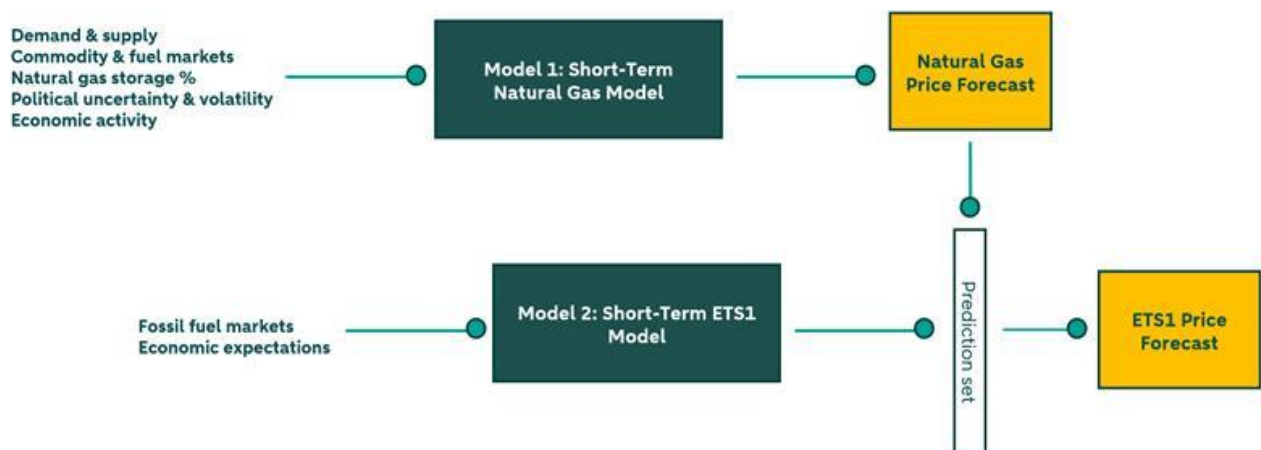 Demand & supply
Commodity & fuel markets
Natural gas storage %
Political uncertainty & volatility
Economic activity
Model 1: Short-Term
Natural Gas Model
Natural Gas
Price Forecast
Fossil fuel markets
Economic expectations
Model 2: Short-Term ETS1
Model
Prediction set
ETS1 Price
Forecast